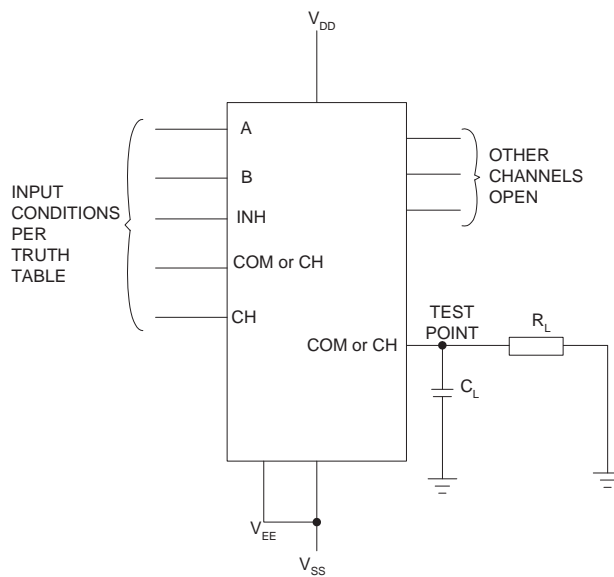 V_DD
A
B
INH
COM or CH
CH
INPUT
CONDITIONS
PER
TRUTH
TABLE
OTHER
CHANNELS
OPEN
TEST
POINT
COM or CH
R_L
C_L
V_EE
V_SS